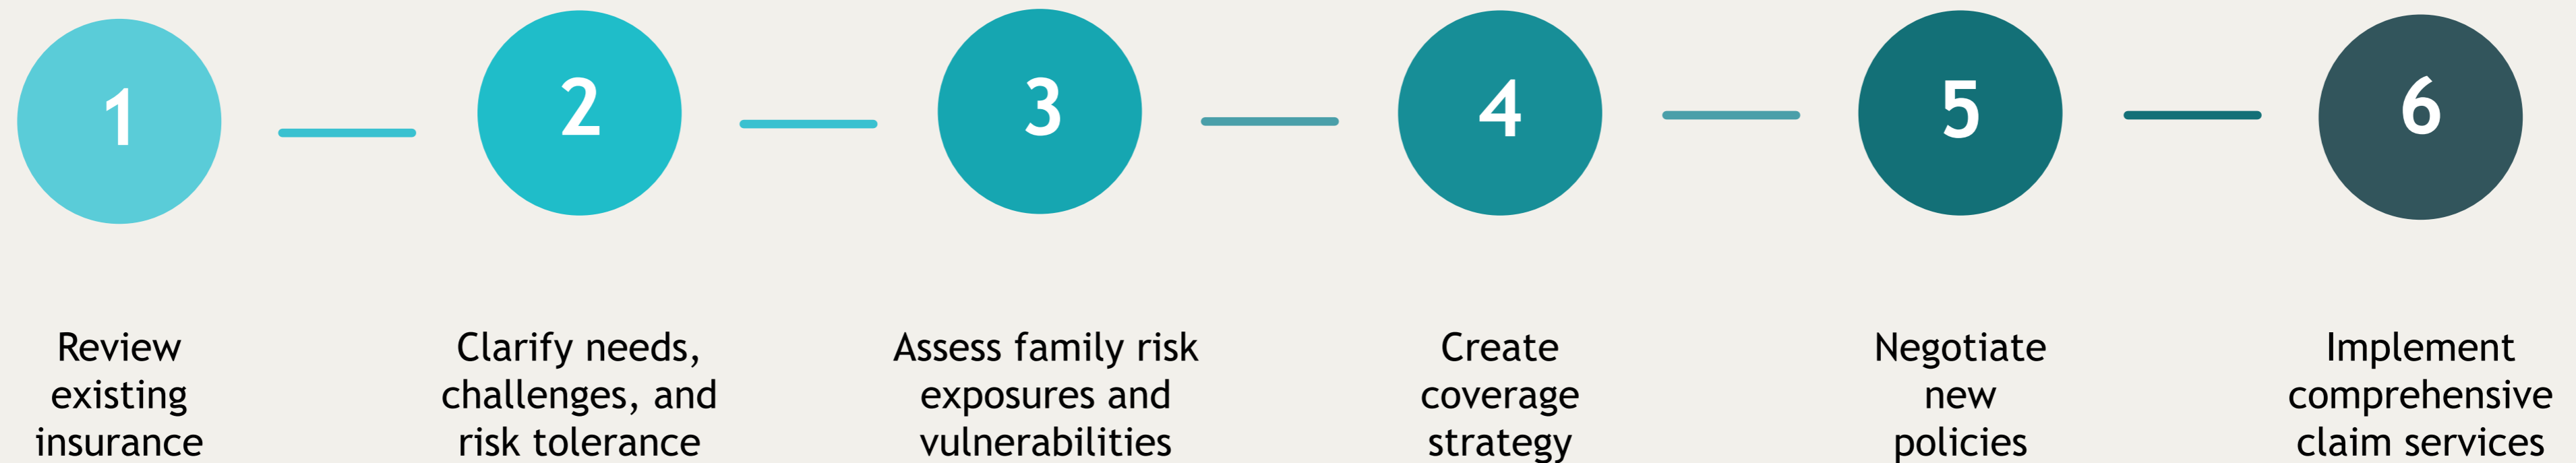 1
2
3
4
5
6
Review
existing
insurance
Clarify needs,
challenges, and
risk tolerance
Assess family risk
exposures and
vulnerabilities
Create
coverage
strategy
Negotiate
new
policies
Implement
comprehensive
claim services